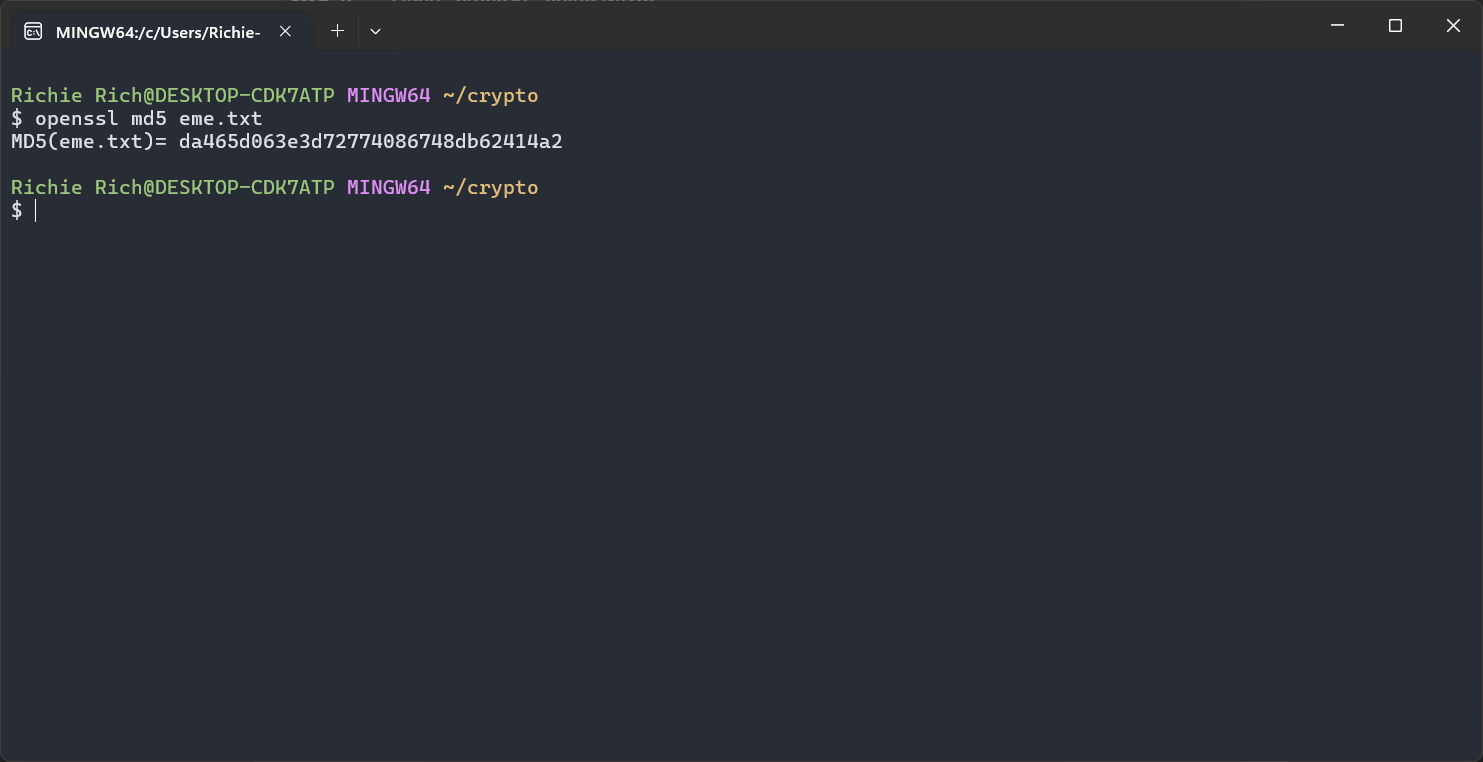 MINGW64:/c/Users/Richie-
Richie Rich@DESKTOP-CDK7ATP MINGW64 ~/crypto
$ openssl md5 eme.txt
MD5(eme.txt)= da465d063e3d72774086748db62414a2
Richie Rich@DESKTOP-CDK7ATP MINGW64 ~/crypto
$